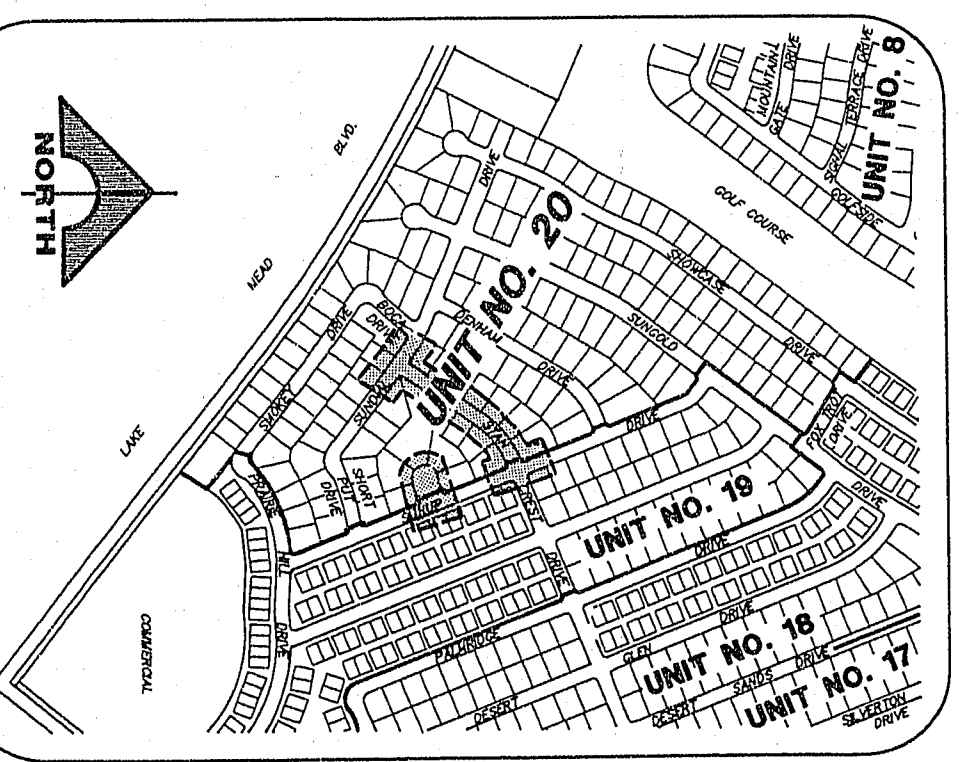 NORTH
LAKE
MEAD
BLVD.
UNIT NO. 8
MOUNTAIN
GATE
DRIVE
TERRACE DRIVE
GOLFSIDE
GOLF COURSE
UNIT NO. 20
DRIVE
SHOWCASE
DRIVE
SUNGOLD
DRIVE
DENHAM
DRIVE
BOCA
DRIVE
SMOKEY
DRIVE
SHORT
PUTT
DRIVE
CREST
FOX TROT
DRIVE
UNIT NO. 19
DRIVE
DRIVE
DRIVE
PRAIRIE
HILL
DRIVE
PALMRIDGE
GLEN
DRIVE
UNIT NO. 18
DESERT
DESERT
SANDS
DRIVE
UNIT NO. 17
SILVERTON
DRIVE
COMMERCIAL